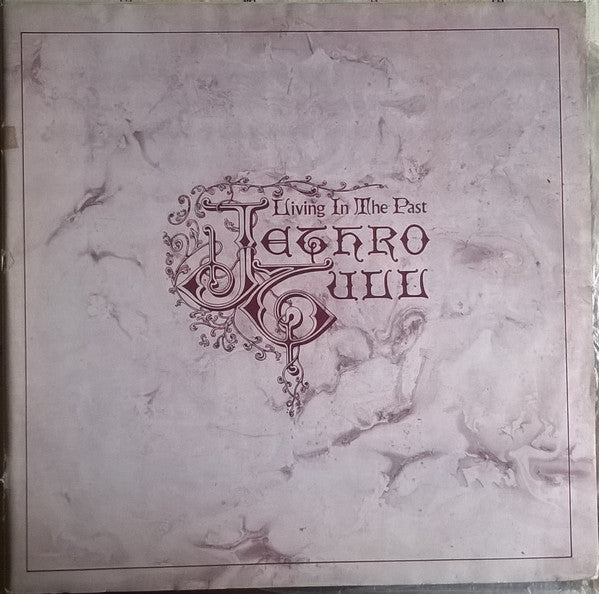 Living In The Past
JETHRO
TULL